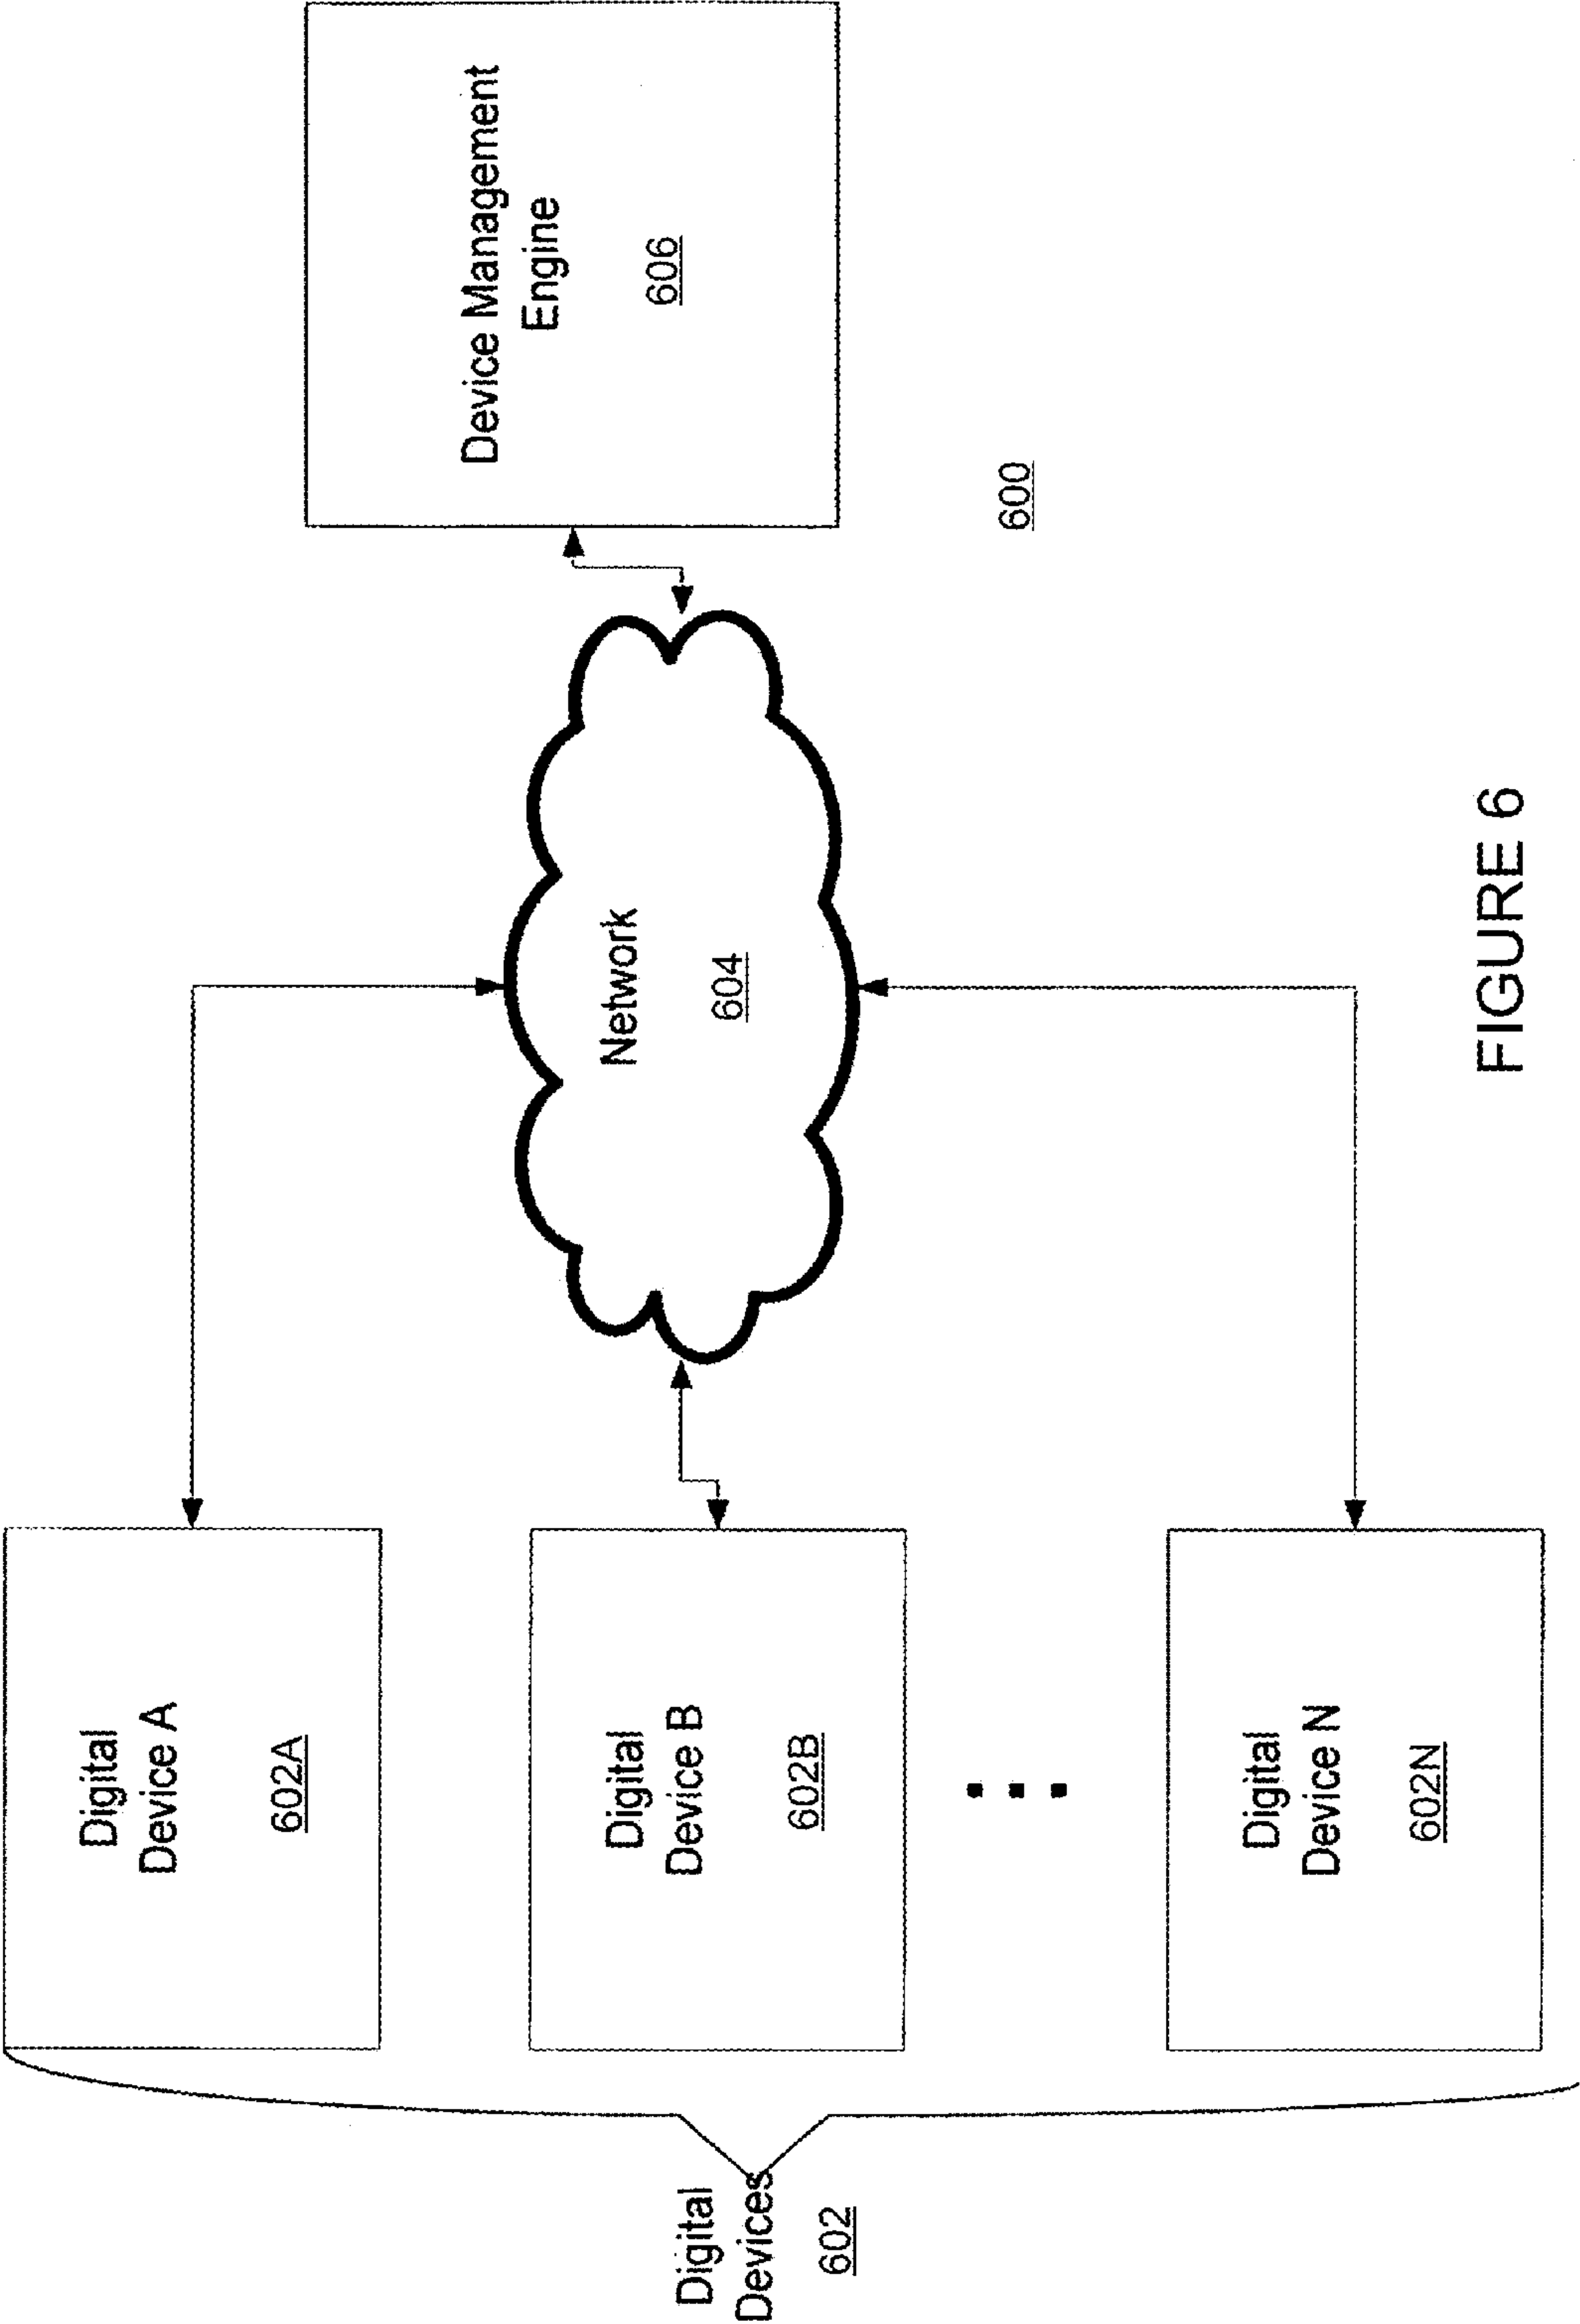 Digital
Devices
602
Digital
Device A
602A
Digital
Device B
602B
Digital
Device N
602N
Network
604
Device Management
Engine
606
600
FIGURE 6